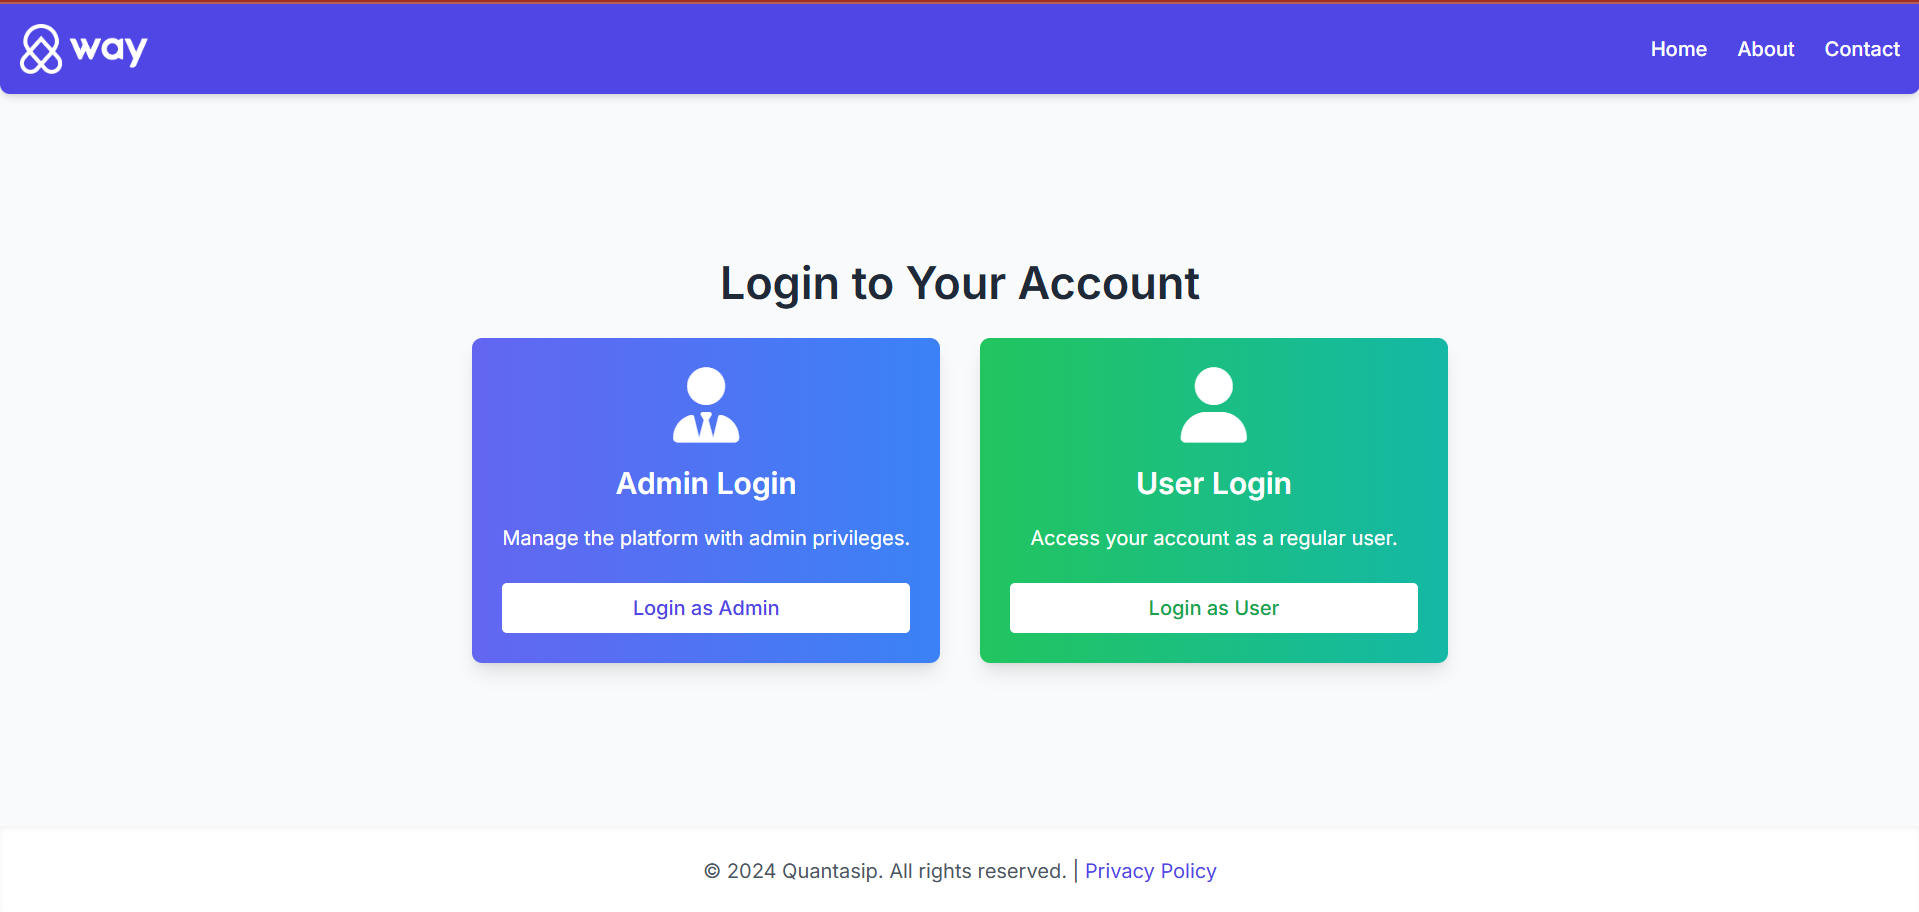 way
Home About Contact
Login to Your Account
Admin Login
Manage the platform with admin privileges.
Login as Admin
User Login
Access your account as a regular user.
Login as User
© 2024 Quantasip. All rights reserved. | Privacy Policy